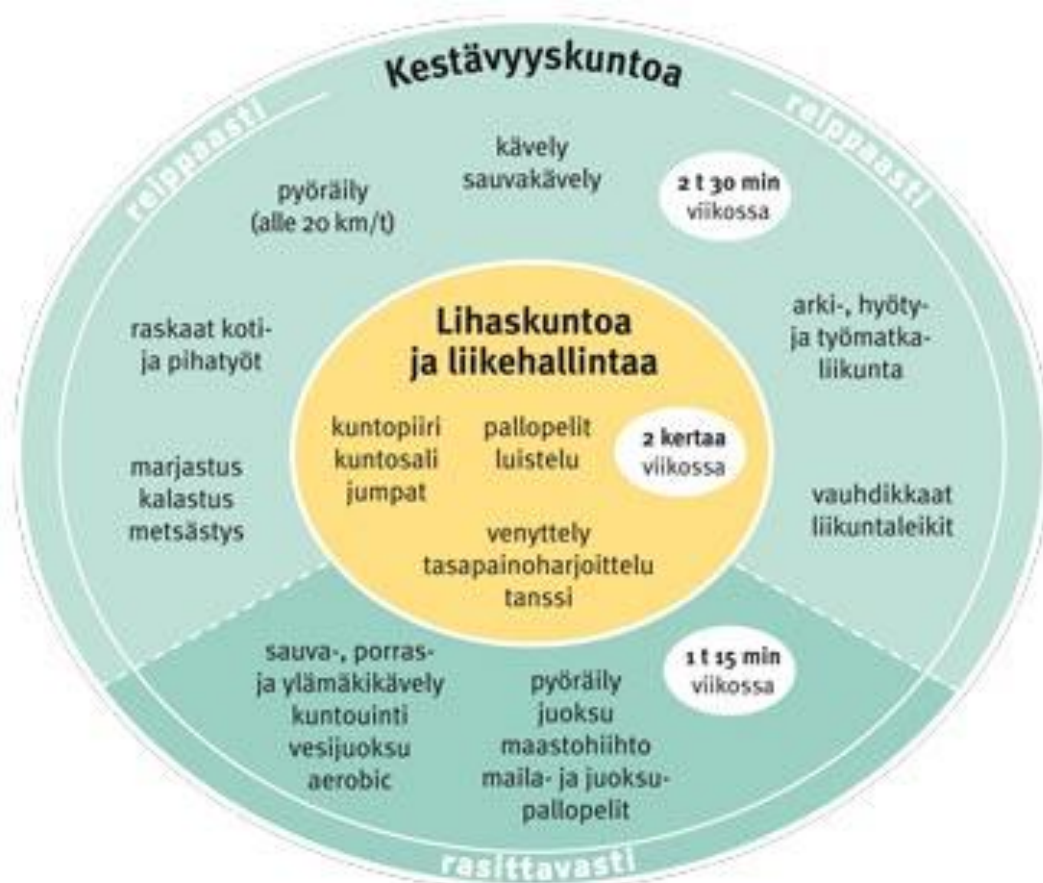 Kestävyyskuntoa
reippaasti
reippaasti
kävely
sauvakävely
2 t 30 min
viikossa
pyöräily
(alle 20 km/t)
raskaat koti-
ja pihatyöt
arki-, hyöty-
ja työmatka-
liikunta
marjastus
kalastus
metsästys
vauhdikkaat
liikuntaleikit
Lihaskuntoa
ja liikehallintaa
kuntopiiri
kuntosali
jumpat
pallopelit
luistelu
2 kertaa
viikossa
venyttely
tasapainoharjoittelu
tanssi
sauva-, porras-
ja ylämäkikävely
kuntouinti
vesijuoksu
aerobic
pyöräily
juoksu
maastohiihto
maila- ja juoksu-
pallopelit
1 t 15 min
viikossa
rasittavasti